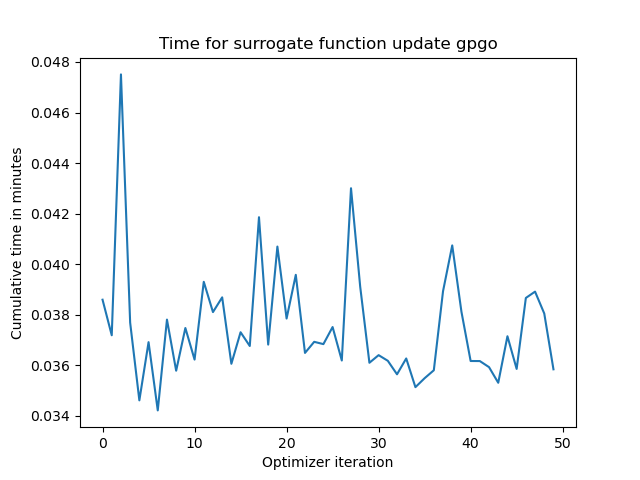 Time for surrogate function update gpgo
Cumulative time in minutes
0.048
0.046
0.044
0.042
0.040
0.038
0.036
0.034
0 10 20 30 40 50
Optimizer iteration